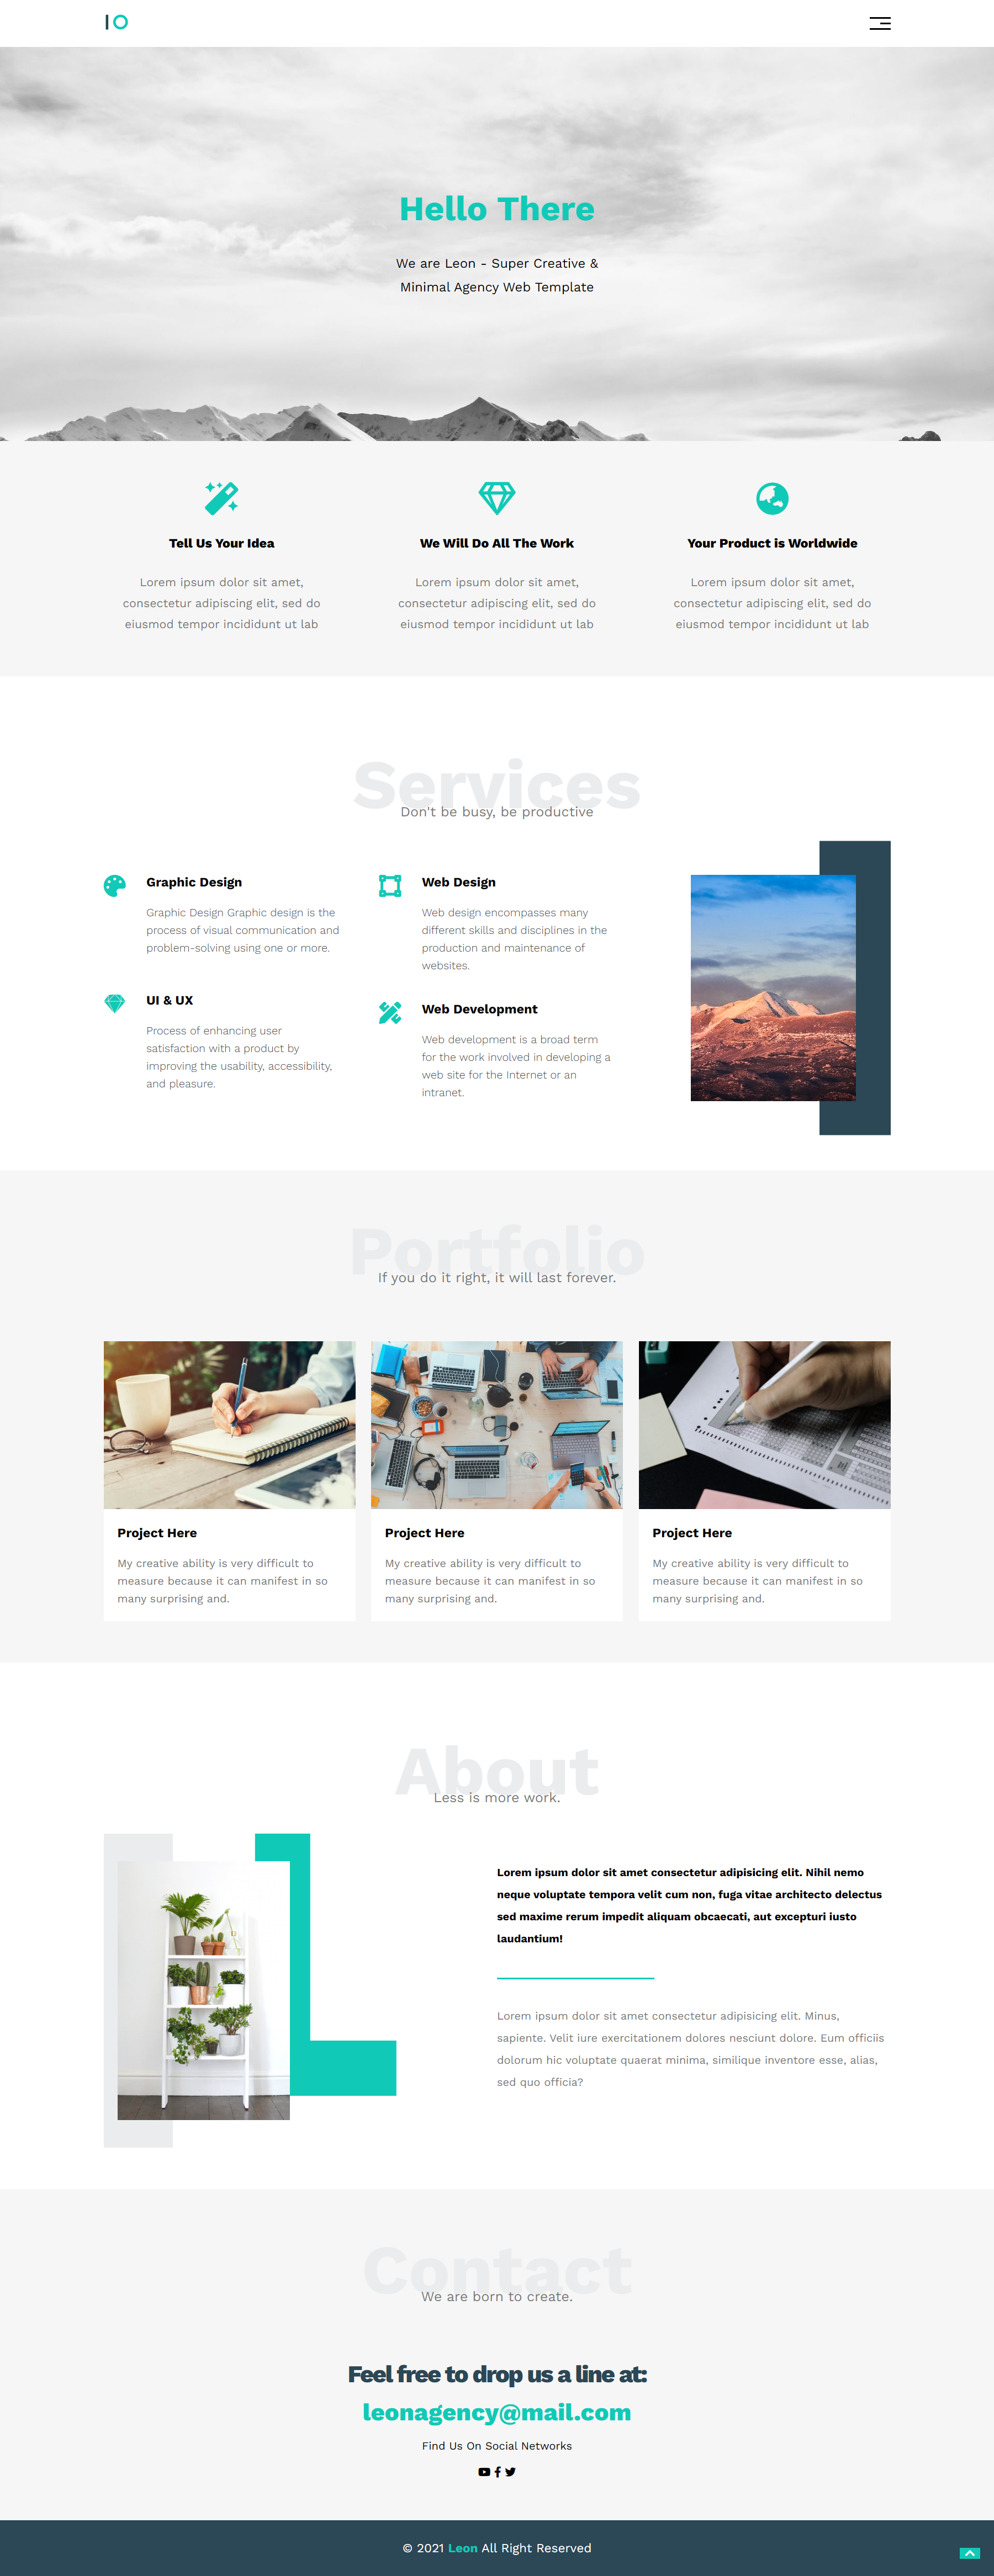 IO
Hello There
We are Leon - Super Creative &
Minimal Agency Web Template
Tell Us Your Idea
Lorem ipsum dolor sit amet,
consectetur adipiscing elit, sed do
eiusmod tempor incididunt ut lab
We Will Do All The Work
Lorem ipsum dolor sit amet,
consectetur adipiscing elit, sed do
eiusmod tempor incididunt ut lab
Your Product is Worldwide
Lorem ipsum dolor sit amet,
consectetur adipiscing elit, sed do
eiusmod tempor incididunt ut lab
Services
Don't be busy, be productive
Graphic Design
Graphic Design Graphic design is the
process of visual communication and
problem-solving using one or more.
UI & UX
Process of enhancing user
satisfaction with a product by
improving the usability, accessibility,
and pleasure.
Web Design
Web design encompasses many
different skills and disciplines in the
production and maintenance of
websites.
Web Development
Web development is a broad term
for the work involved in developing a
web site for the Internet or an
intranet.
Portfolio
If you do it right, it will last forever.
Project Here
My creative ability is very difficult to
measure because it can manifest in so
many surprising and.
Project Here
My creative ability is very difficult to
measure because it can manifest in so
many surprising and.
Project Here
My creative ability is very difficult to
measure because it can manifest in so
many surprising and.
About
Less is more work.
Lorem ipsum dolor sit amet consectetur adipisicing elit. Nihil nemo
neque voluptate tempora velit cum non, fuga vitae architecto delectus
sed maxime rerum impedit aliquam obcaecati, aut excepturi iusto
laudantium!
Lorem ipsum dolor sit amet consectetur adipisicing elit. Minus,
sapiente. Velit iure exercitationem dolores nesciunt dolore. Eum officiis
dolorum hic voluptate quaerat minima, similique inventore esse, alias,
sed quo officia?
Contact
We are born to create.
Feel free to drop us a line at:
leonagency@mail.com
Find Us On Social Networks
© 2021 Leon All Right Reserved